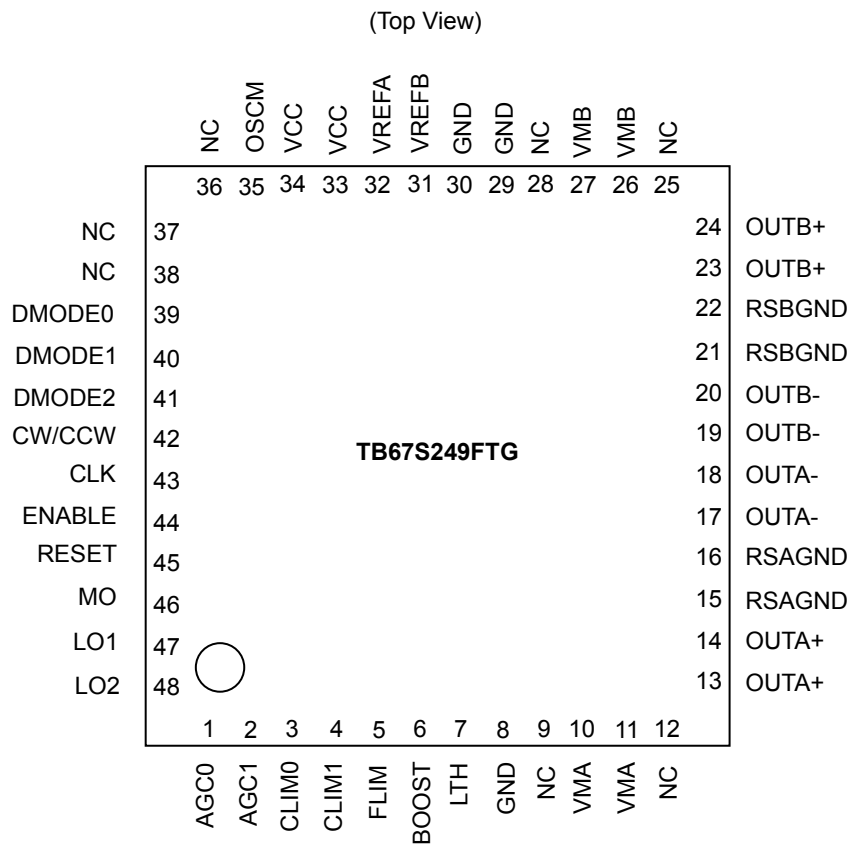 (Top View)
NC OSCM VCC VCC VREFA VREFB GND GND NC VMB VMB NC
36 35 34 33 32 31 30 29 28 27 26 25
NC 37
NC 38
DMODE0 39
DMODE1 40
DMODE2 41
CW/CCW 42
CLK 43
ENABLE 44
RESET 45
MO 46
LO1 47
LO2 48
TB67S249FTG
24 OUTB+
23 OUTB+
22 RSBGND
21 RSBGND
20 OUTB-
19 OUTB-
18 OUTA-
17 OUTA-
16 RSAGND
15 RSAGND
14 OUTA+
13 OUTA+
1 2 3 4 5 6 7 8 9 10 11 12
AGC0 AGC1 CLIM0 CLIM1 FLIM BOOST LTH GND NC VMA VMA NC